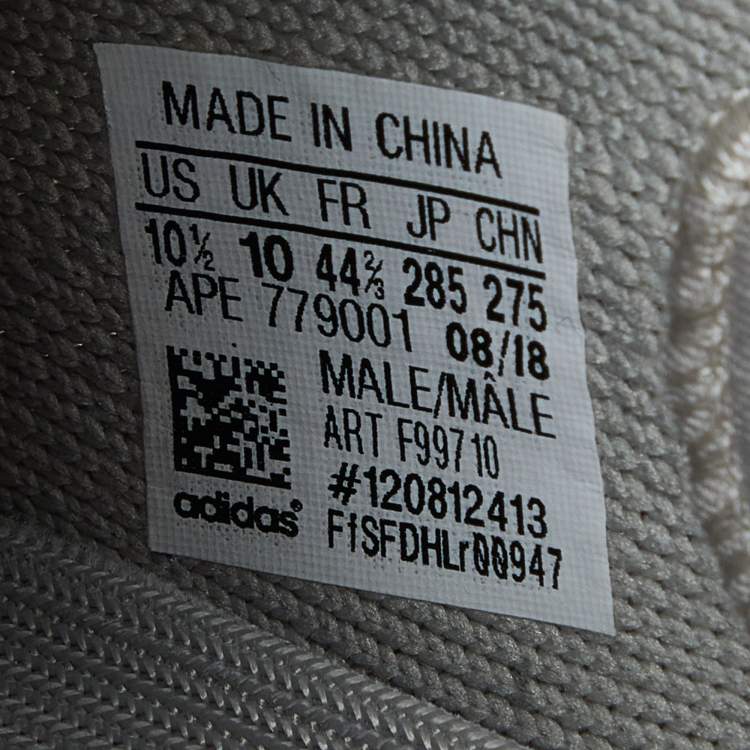 MADE IN CHINA
US UK FR JP CHN
10½ 10 44⅔ 285 275
APE 779001 08/18
MALE/MÂLE
ART F99710
#120812413
adidas®
FfSFDHLr00947